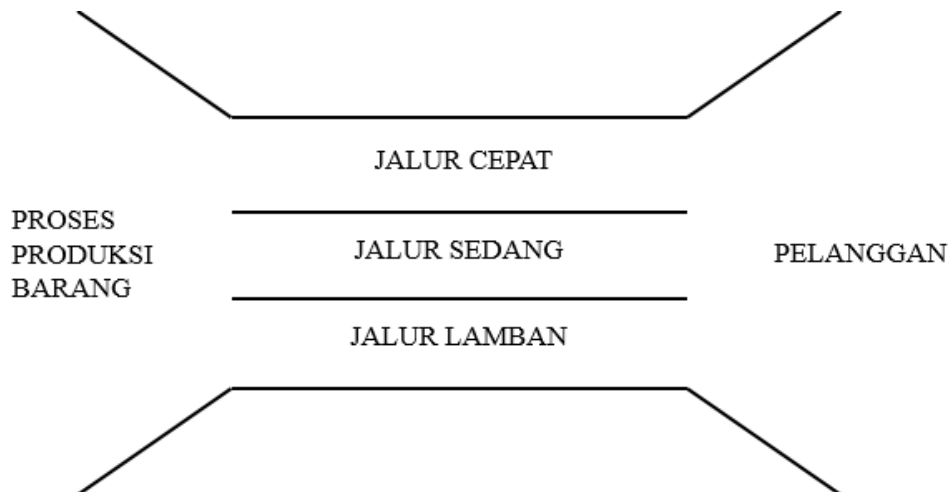 JALUR CEPAT
PROSES
PRODUKSI
BARANG
JALUR SEDANG
PELANGGAN
JALUR LAMBAN